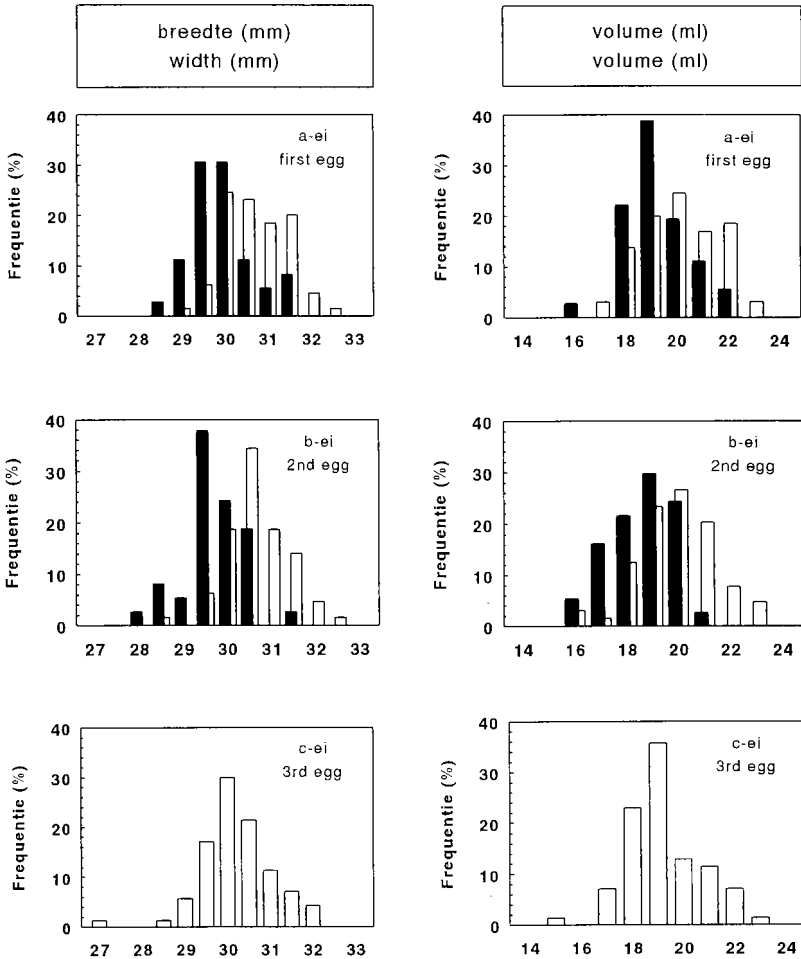 breedte (mm)
width (mm)
volume (ml)
volume (ml)
40
30
20
10
0
Frequentie (%)
a-ei
first egg
27 28 29 30 31 32 33
40
30
20
10
0
Frequentie (%)
a-ei
first egg
14 16 18 20 22 24
40
30
20
10
0
Frequentie (%)
b-ei
2nd egg
27 28 29 30 31 32 33
40
30
20
10
0
Frequentie (%)
b-ei
2nd egg
14 16 18 20 22 24
40
30
20
10
0
Frequentie (%)
c-ei
3rd egg
27 28 29 30 31 32 33
40
30
20
10
0
Frequentie (%)
c-ei
3rd egg
14 16 18 20 22 24